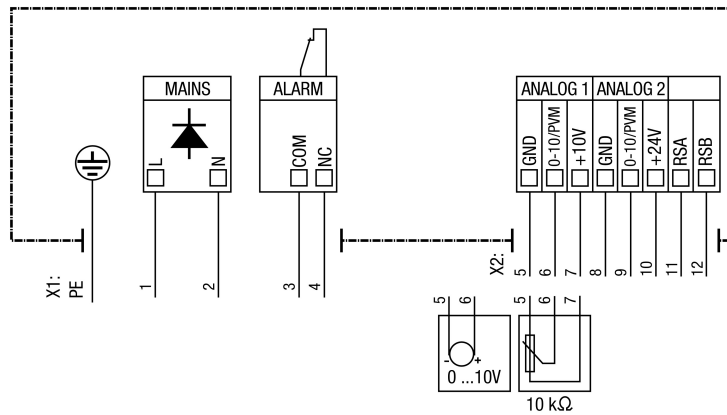 MAINS
ALARM
ANALOG 1
ANALOG 2
L
N
COM
NC
GND
0-10/PVM
+10V
GND
0-10/PVM
+24V
RSA
RSB
X1:
PE
1
2
3
4
X2:
5
6
7
8
9
10
11
12
5
6
5
6
7
- +
0 ...10V
10 kΩ